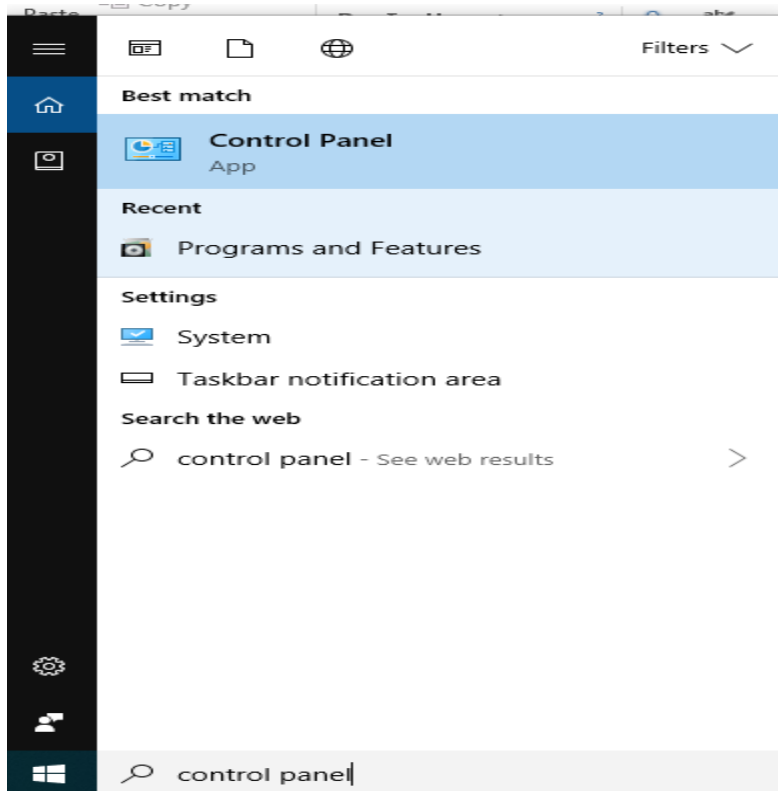 Filters
Best match
Control Panel
App
Recent
Programs and Features
Settings
System
Taskbar notification area
Search the web
control panel - See web results
control panel